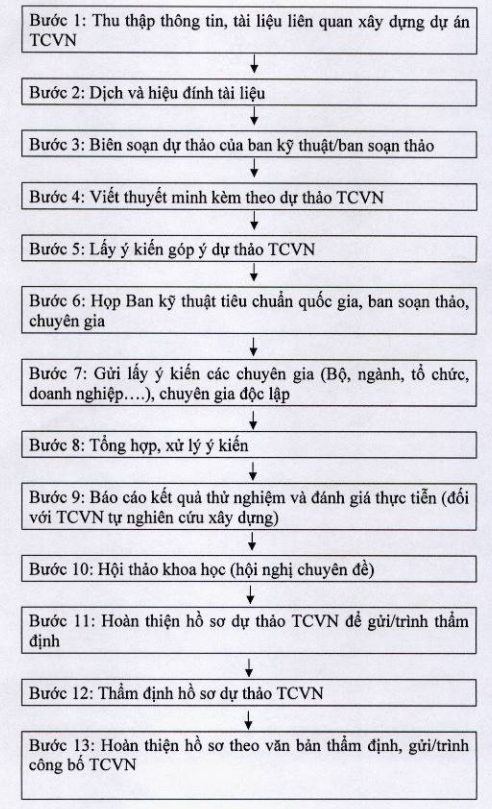 Bước 1: Thu thập thông tin, tài liệu liên quan xây dựng dự án
TCVN
Bước 2: Dịch và hiệu đính tài liệu
Bước 3: Biên soạn dự thảo của ban kỹ thuật/ban soạn thảo
Bước 4: Viết thuyết minh kèm theo dự thảo TCVN
Bước 5: Lấy ý kiến góp ý dự thảo TCVN
Bước 6: Họp Ban kỹ thuật tiêu chuẩn quốc gia, ban soạn thảo,
chuyên gia
Bước 7: Gửi lấy ý kiến các chuyên gia (Bộ, ngành, tổ chức,
doanh nghiệp….), chuyên gia độc lập
Bước 8: Tổng hợp, xử lý ý kiến
Bước 9: Báo cáo kết quả thử nghiệm và đánh giá thực tiễn (đối
với TCVN tự nghiên cứu xây dựng)
Bước 10: Hội thảo khoa học (hội nghị chuyên đề)
Bước 11: Hoàn thiện hồ sơ dự thảo TCVN để gửi/trình thẩm
định
Bước 12: Thẩm định hồ sơ dự thảo TCVN
Bước 13: Hoàn thiện hồ sơ theo văn bản thẩm định, gửi/trình
công bố TCVN